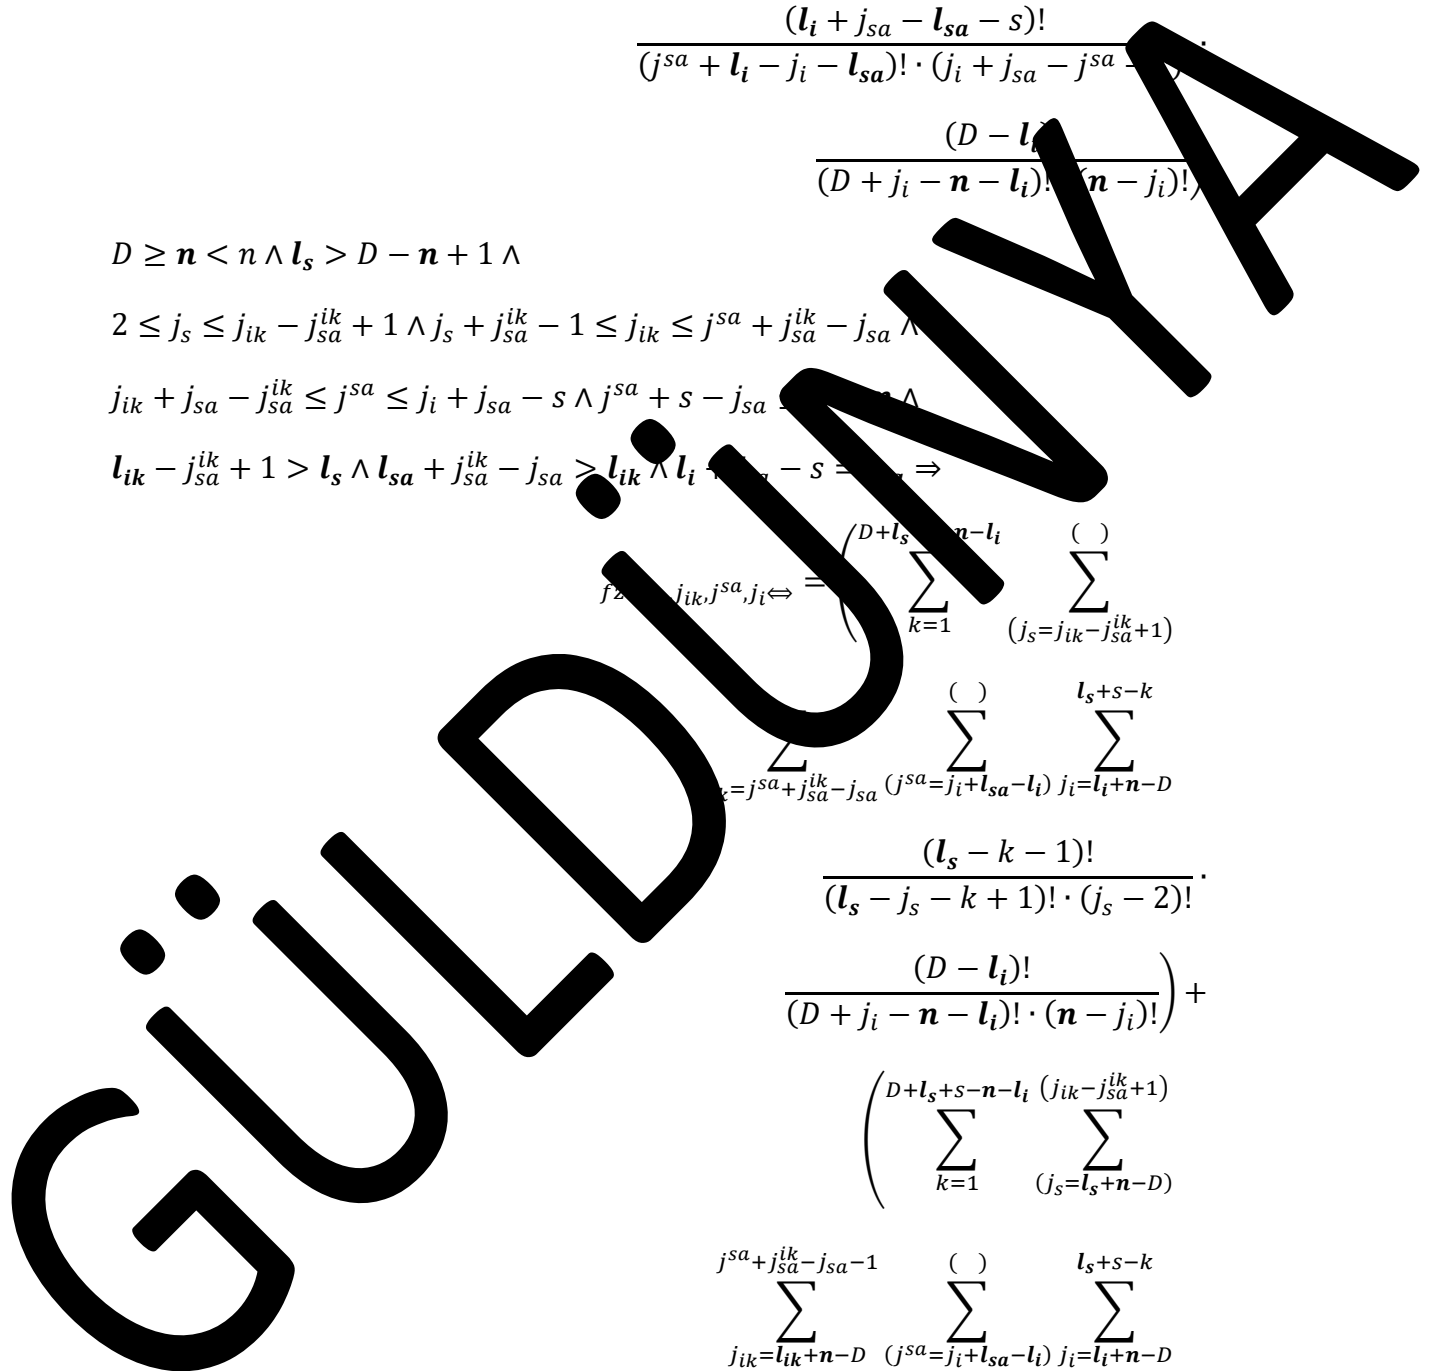 (l_i + j_sa − l_sa − s)!
(j^sa + l_i − j_i − l_sa)! · (j_i + j_sa − j^sa − ·
(D − l_i)
(D + j_i − n − l_i)! (n − j_i)!)
D ≥ n < n ∧ l_s > D − n + 1 ∧
2 ≤ j_s ≤ j_ik − j_sa^ik + 1 ∧ j_s + j_sa^ik − 1 ≤ j_ik ≤ j^sa + j_sa^ik − j_sa ∧
j_ik + j_sa − j_sa^ik ≤ j^sa ≤ j_i + j_sa − s ∧ j^sa + s − j_sa ≤ n ∧
l_ik − j_sa^ik + 1 > l_s ∧ l_sa + j_sa^ik − j_sa > l_ik ∧ l_i − s = ⇒
D+l_s n−l_i ( )
j_ik,j^sa,j_i⇔ = ( ∑ ∑
k=1 (j_s=j_ik−j_sa^ik+1)
( ) l_s+s−k
∑ ∑ ∑
=j^sa+j_sa^ik−j_sa (j^sa=j_i+l_sa−l_i) j_i=l_i+n−D
(l_s − k − 1)!
(l_s − j_s − k + 1)! · (j_s − 2)! ·
(D − l_i)!
(D + j_i − n − l_i)! · (n − j_i)! ) +
D+l_s+s−n−l_i (j_ik−j_sa^ik+1)
( ∑ ∑
k=1 (j_s=l_s+n−D)
j^sa+j_sa^ik−j_sa−1 ( ) l_s+s−k
∑ ∑ ∑
j_ik=l_ik+n−D (j^sa=j_i+l_sa−l_i) j_i=l_i+n−D
GÜLDÜNYA